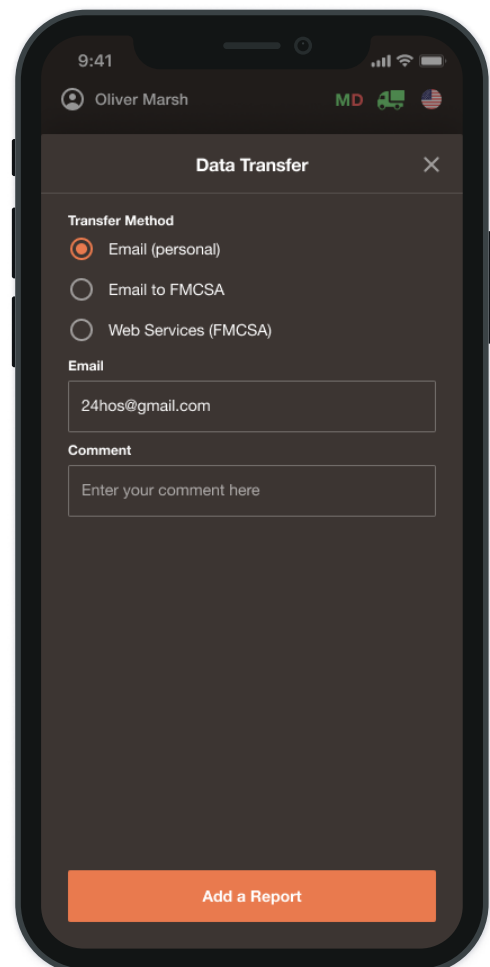 9:41
Oliver Marsh MD
Data Transfer
Transfer Method
Email (personal)
Email to FMCSA
Web Services (FMCSA)
Email
24hos@gmail.com
Comment
Enter your comment here
Add a Report